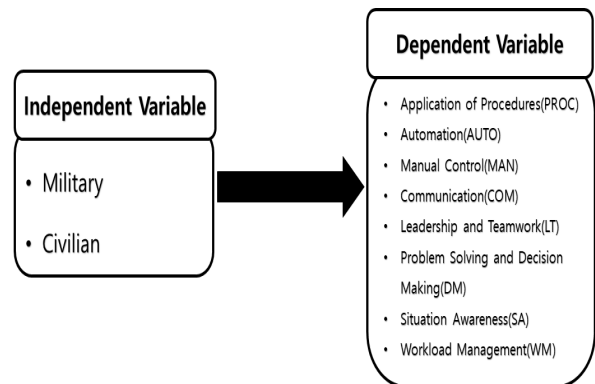 Independent Variable
• Military
• Civilian
Dependent Variable
• Application of Procedures(PROC)
• Automation(AUTO)
• Manual Control(MAN)
• Communication(COM)
• Leadership and Teamwork(LT)
• Problem Solving and Decision
Making(DM)
• Situation Awareness(SA)
• Workload Management(WM)